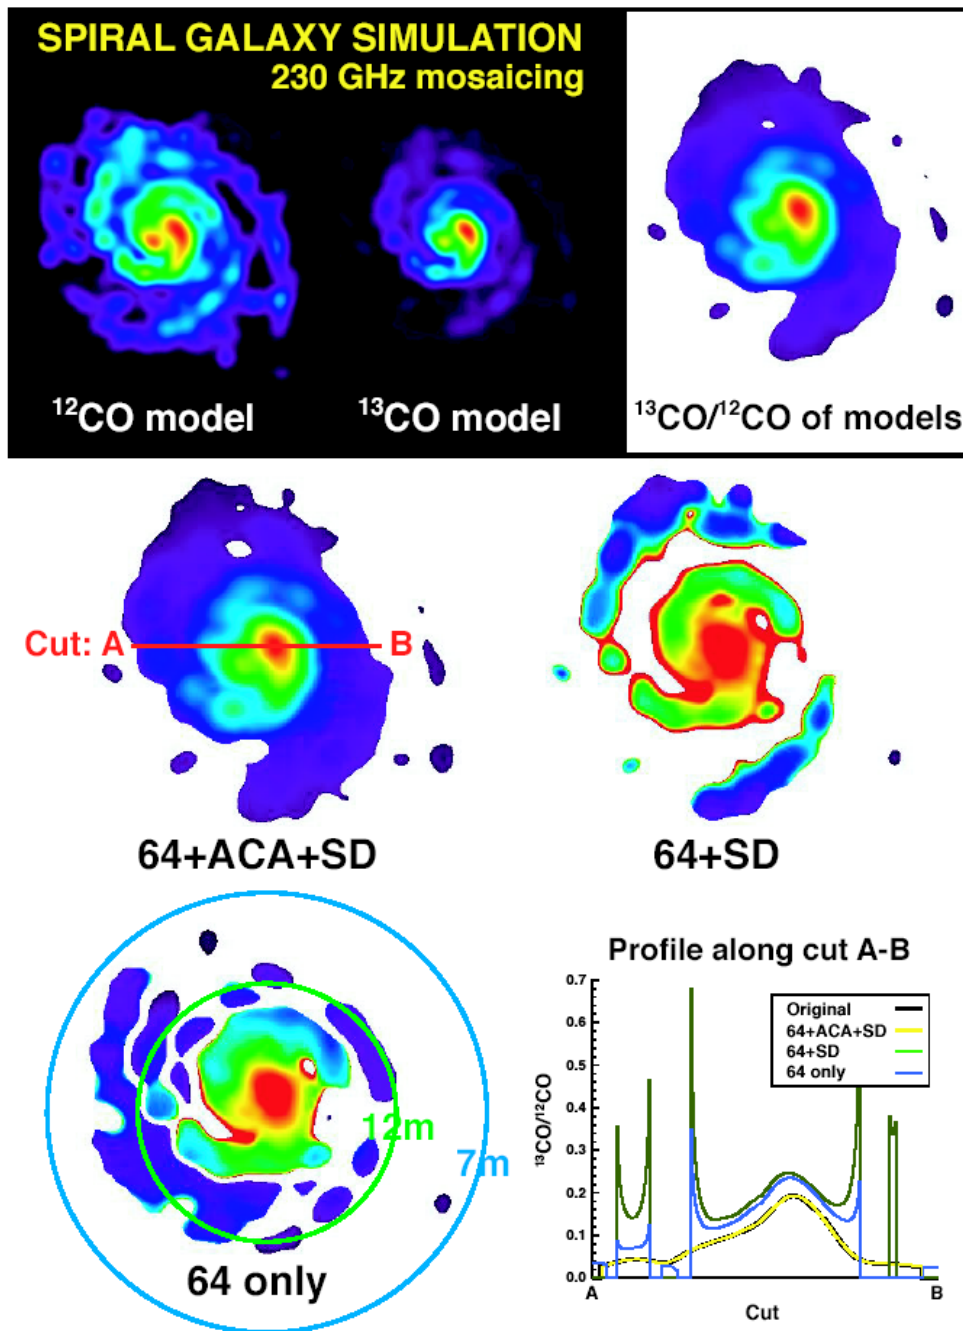 SPIRAL GALAXY SIMULATION
230 GHz mosaicing
¹²CO model
¹³CO model
¹³CO/¹²CO of models
Cut: A
B
64+ACA+SD
64+SD
12m
7m
64 only
Profile along cut A-B
0.7
0.6
0.5
0.4
0.3
0.2
0.1
0.0
¹³CO/¹²CO
Original
64+ACA+SD
64+SD
64 only
A
B
Cut